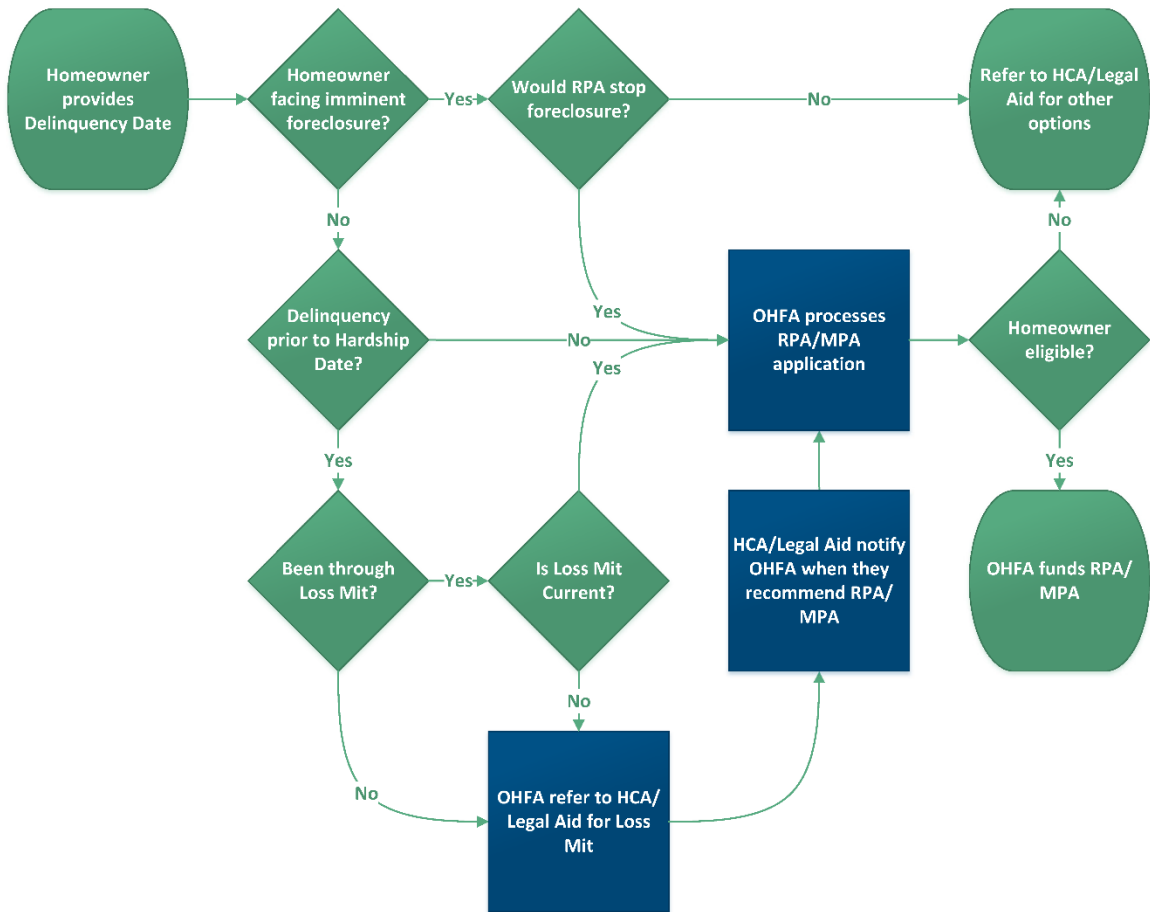 Homeowner
provides
Delinquency Date
Homeowner
facing imminent
foreclosure?
Yes
Would RPA stop
foreclosure?
No
Refer to HCA/Legal
Aid for other
options
No
Yes
No
Delinquency
prior to Hardship
Date?
No
Yes
OHFA processes
RPA/MPA
application
Homeowner
eligible?
Yes
Yes
Been through
Loss Mit?
Yes
Is Loss Mit
Current?
HCA/Legal Aid notify
OHFA when they
recommend RPA/
MPA
OHFA funds RPA/
MPA
No
No
OHFA refer to HCA/
Legal Aid for Loss
Mit